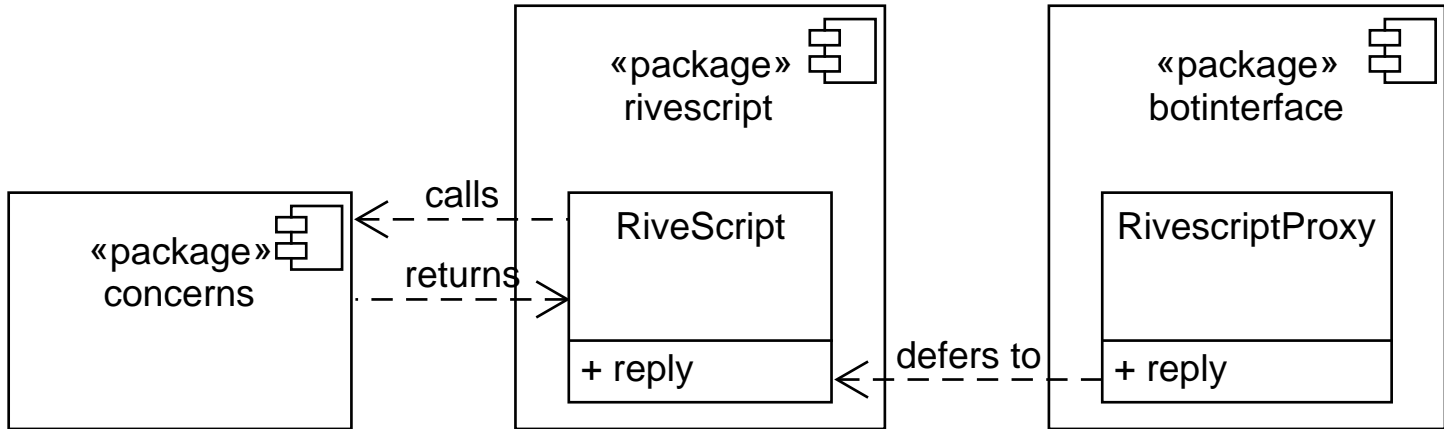 «package»
rivescript
«package»
botinterface
calls
RiveScript
RivescriptProxy
«package»
concerns
returns
defers to
+ reply
+ reply